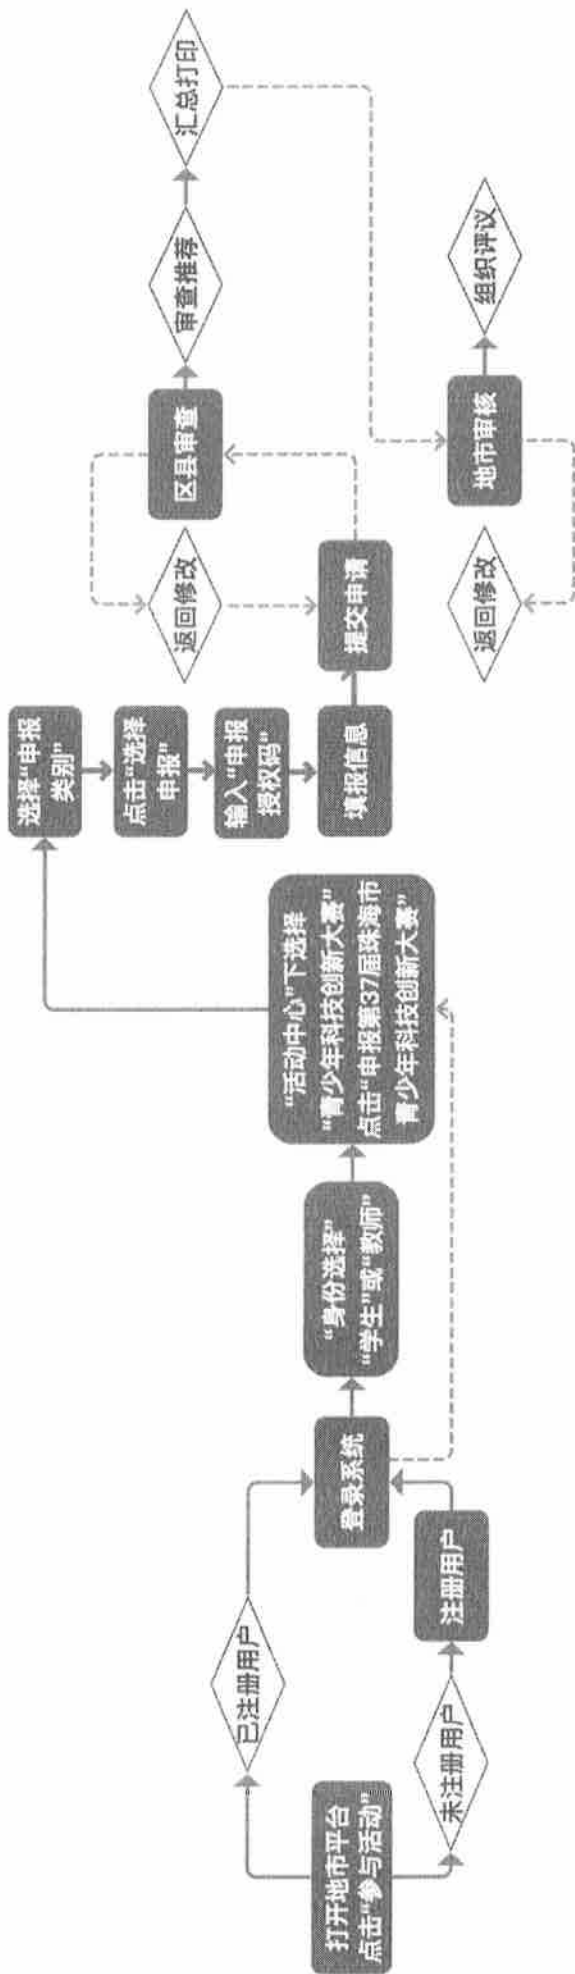 打开地市平台
点击“参与活动”
已注册用户
未注册用户
注册用户
登录系统
“身份选择”
“学生”或“教师”
“活动中心”下选择
“青少年科技创新大赛”
点击“申报第37届珠海市
青少年科技创新大赛”
选择“申报
类别”
点击“选择
申报”
输入“申报
授权码”
填报信息
提交申请
返回修改
区县审查
审查推荐
汇总打印
地市审核
返回修改
组织评议